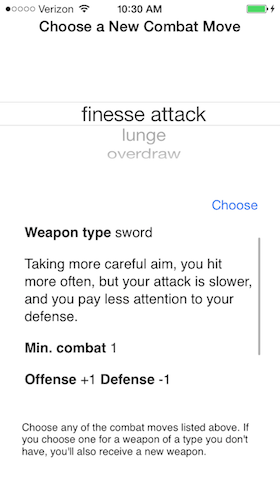 Verizon 10:30 AM
Choose a New Combat Move
finesse attack
lunge
overdraw
Choose
Weapon type sword
Taking more careful aim, you hit
more often, but your attack is slower,
and you pay less attention to your
defense.
Min. combat 1
Offense +1 Defense -1
Choose any of the combat moves listed above. If
you choose one for a weapon of a type you don't
have, you'll also receive a new weapon.